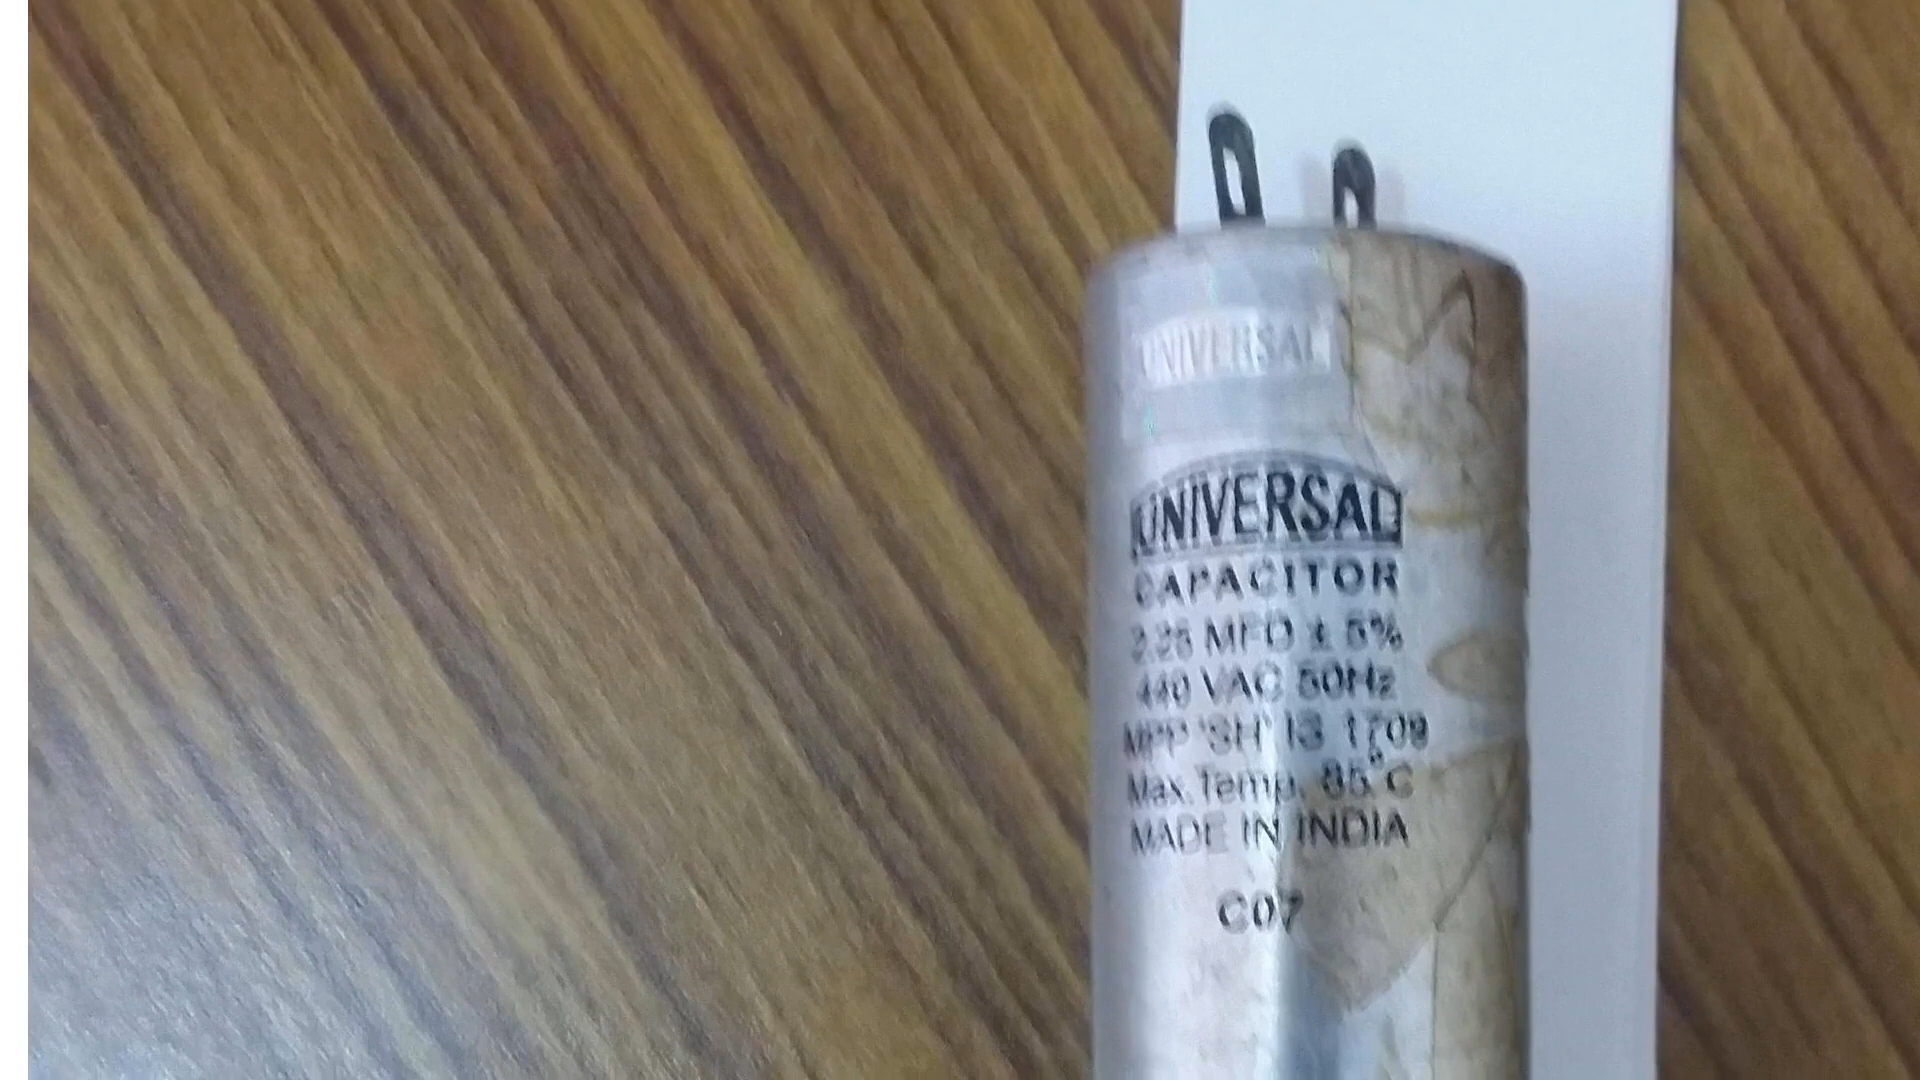 UNIVERSAL
UNIVERSAL
CAPACITOR
2.25 MFD ± 5%
440 VAC 50Hz
MPP 'SH' IS 1709
Max. Temp. 85°C
MADE IN INDIA
C07